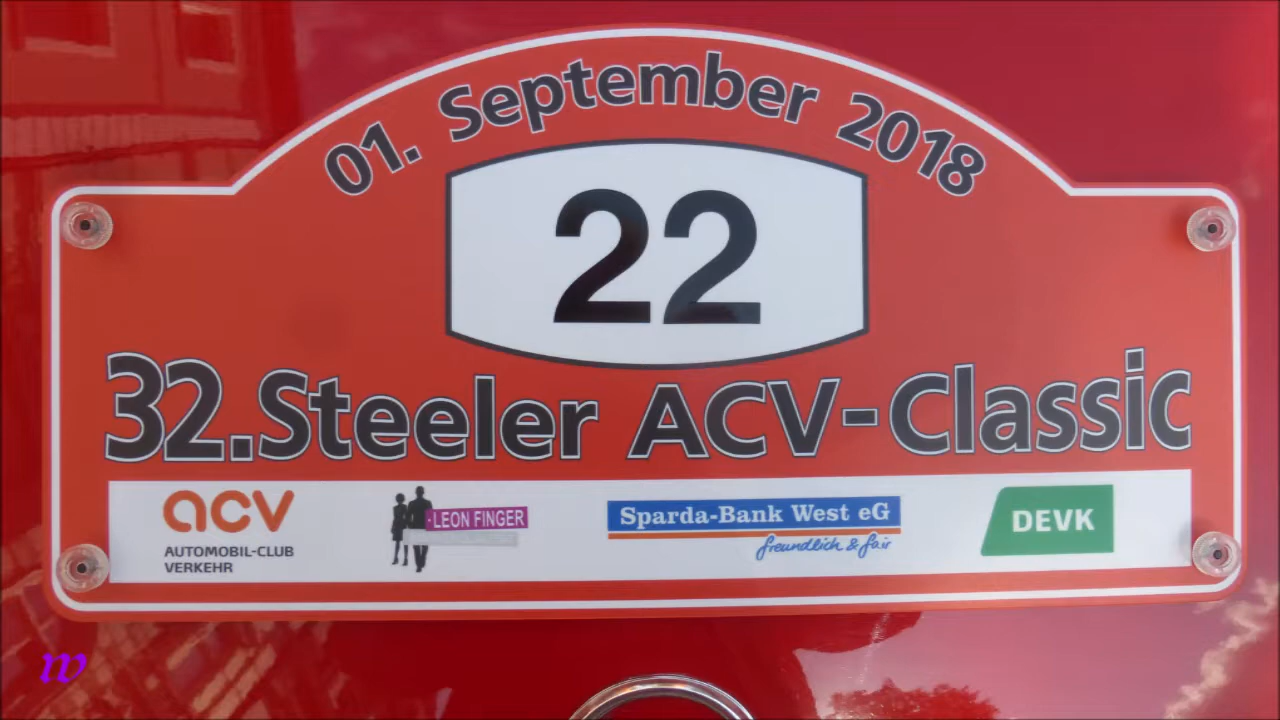 01. September 2018
22
32. Steeler ACV-Classic
acv
AUTOMOBIL-CLUB
VERKEHR
LEON FINGER
Sparda-Bank West eG
freundlich & fair
DEVK
w